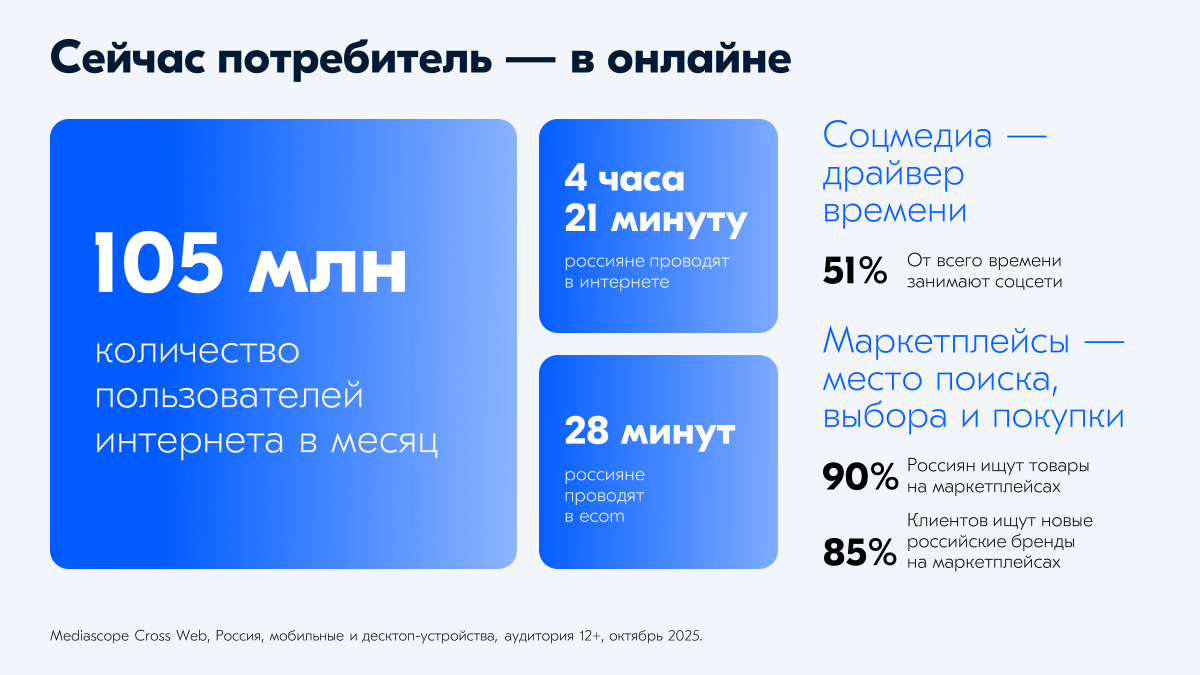 Сейчас потребитель — в онлайне
105 млн
количество
пользователей
интернета в месяц
4 часа
21 минуту
россияне проводят
в интернете
28 минут
россияне
проводят
в ecom
Соцмедиа —
драйвер
времени
51%
От всего времени
занимают соцсети
Маркетплейсы —
место поиска,
выбора и покупки
90%
Россиян ищут товары
на маркетплейсах
85%
Клиентов ищут новые
российские бренды
на маркетплейсах
Mediascope Cross Web, Россия, мобильные и десктоп-устройства, аудитория 12+, октябрь 2025.